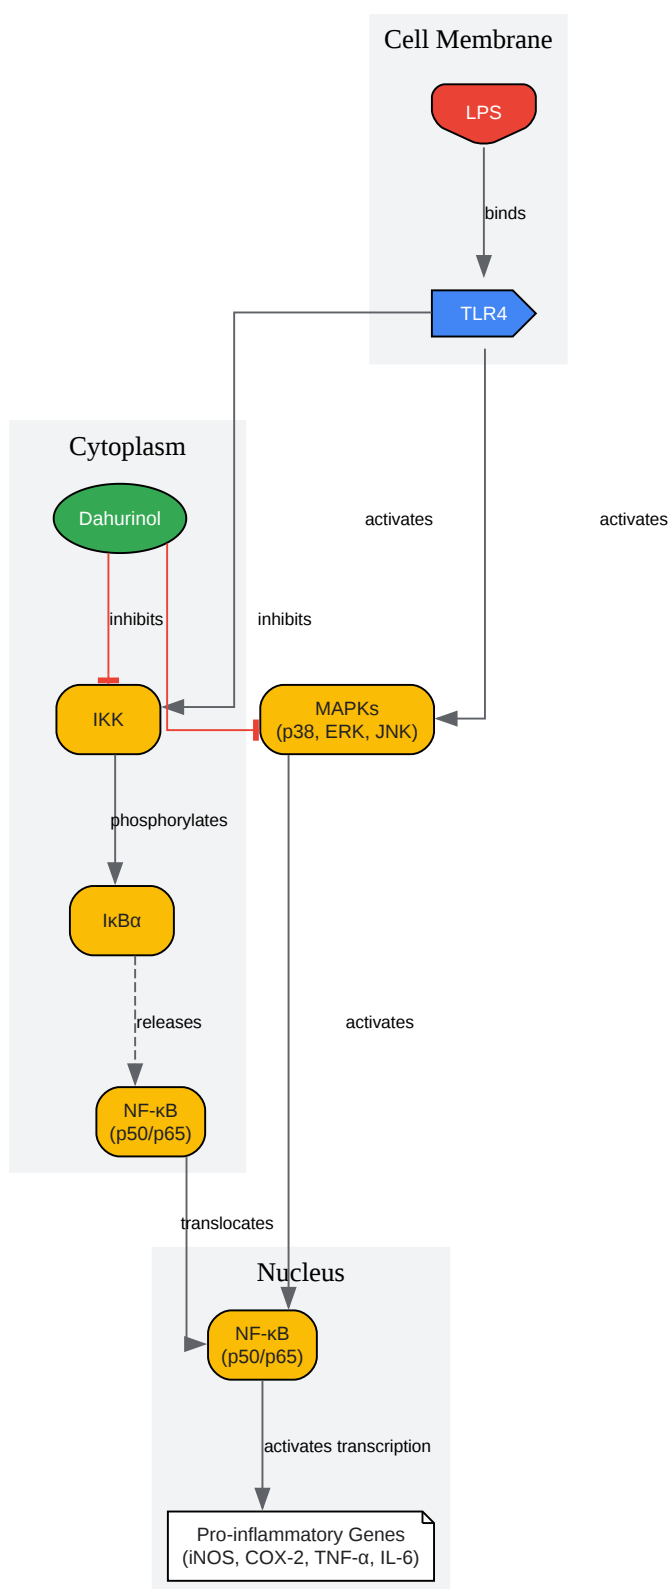 Cell Membrane
LPS
binds
TLR4
Cytoplasm
Dahurinol
activates
activates
inhibits
inhibits
IKK
MAPKs
(p38, ERK, JNK)
phosphorylates
IκBα
releases
activates
NF-κB
(p50/p65)
translocates
Nucleus
NF-κB
(p50/p65)
activates transcription
Pro-inflammatory Genes
(iNOS, COX-2, TNF-α, IL-6)